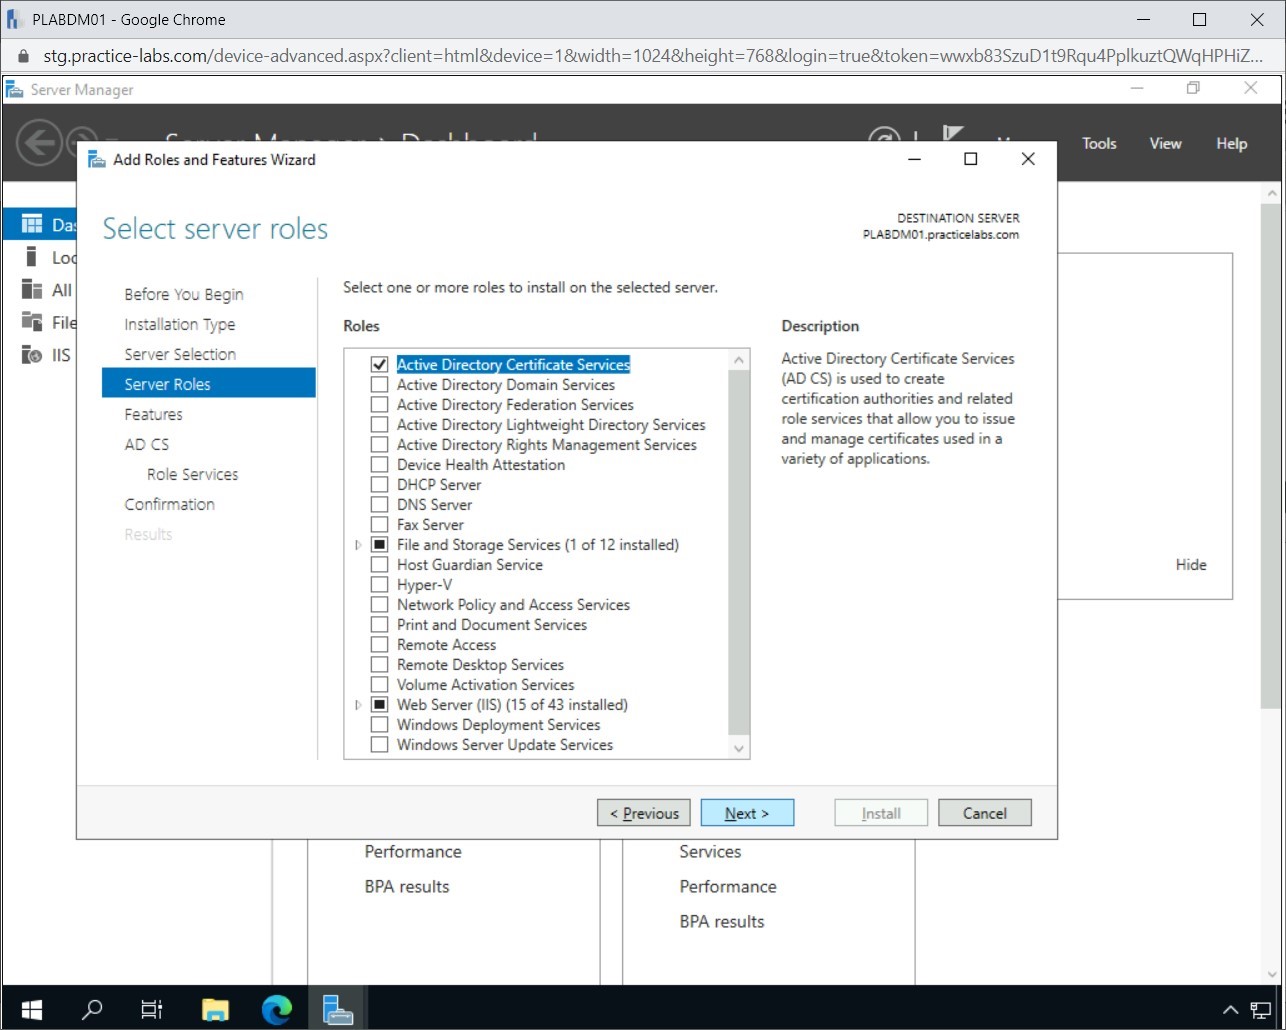 PLABDM01 - Google Chrome
stg.practice-labs.com/device-advanced.aspx?client=html&device=1&width=1024&height=768&login=true&token=wwxb83SzuD1t9Rqu4PplkuztQWqHPHiZ...
Server Manager
Server Manager › Dashboard
Tools View Help
Add Roles and Features Wizard
Das
Loc
All
File
IIS
Select server roles
DESTINATION SERVER
PLABDM01.practicelabs.com
Before You Begin
Installation Type
Server Selection
Server Roles
Features
AD CS
Role Services
Confirmation
Results
Select one or more roles to install on the selected server.
Roles
Active Directory Certificate Services
Active Directory Domain Services
Active Directory Federation Services
Active Directory Lightweight Directory Services
Active Directory Rights Management Services
Device Health Attestation
DHCP Server
DNS Server
Fax Server
File and Storage Services (1 of 12 installed)
Host Guardian Service
Hyper-V
Network Policy and Access Services
Print and Document Services
Remote Access
Remote Desktop Services
Volume Activation Services
Web Server (IIS) (15 of 43 installed)
Windows Deployment Services
Windows Server Update Services
Description
Active Directory Certificate Services
(AD CS) is used to create
certification authorities and related
role services that allow you to issue
and manage certificates used in a
variety of applications.
Hide
< Previous
Next >
Install
Cancel
Performance
BPA results
Services
Performance
BPA results